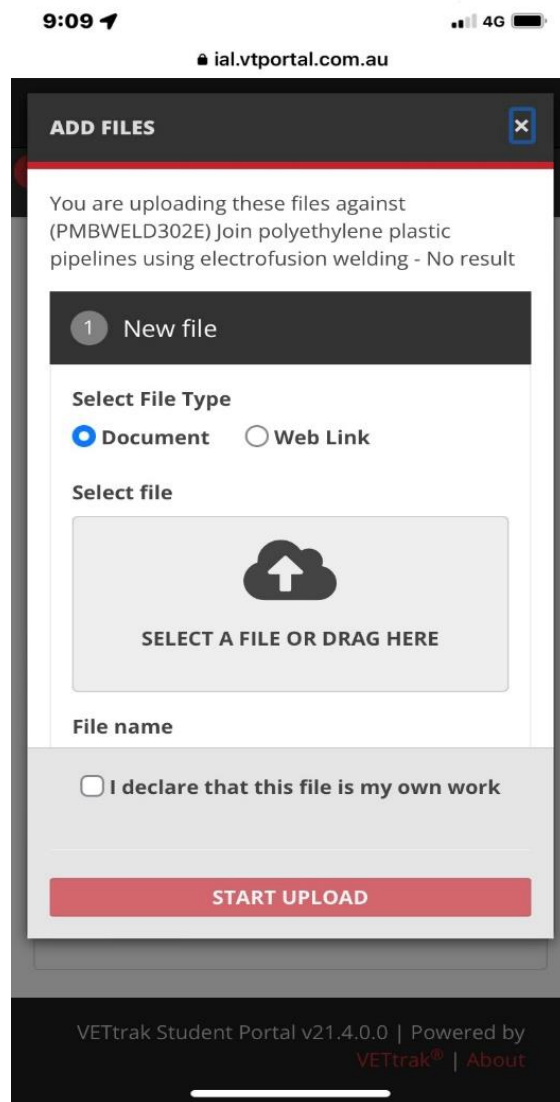 9:09
4G
ial.vtportal.com.au
ADD FILES
You are uploading these files against
(PMBWELD302E) Join polyethylene plastic
pipelines using electrofusion welding - No result
1 New file
Select File Type
Document Web Link
Select file
SELECT A FILE OR DRAG HERE
File name
I declare that this file is my own work
START UPLOAD
VETtrak Student Portal v21.4.0.0 | Powered by
VETtrak® | About